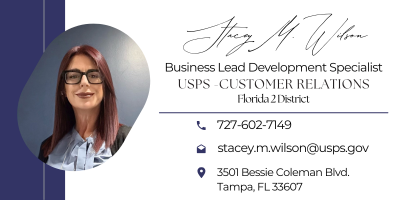 Stacey M. Wilson
Business Lead Development Specialist
USPS - CUSTOMER RELATIONS
Florida 2 District
727-602-7149
stacey.m.wilson@usps.gov
3501 Bessie Coleman Blvd.
Tampa, FL 33607